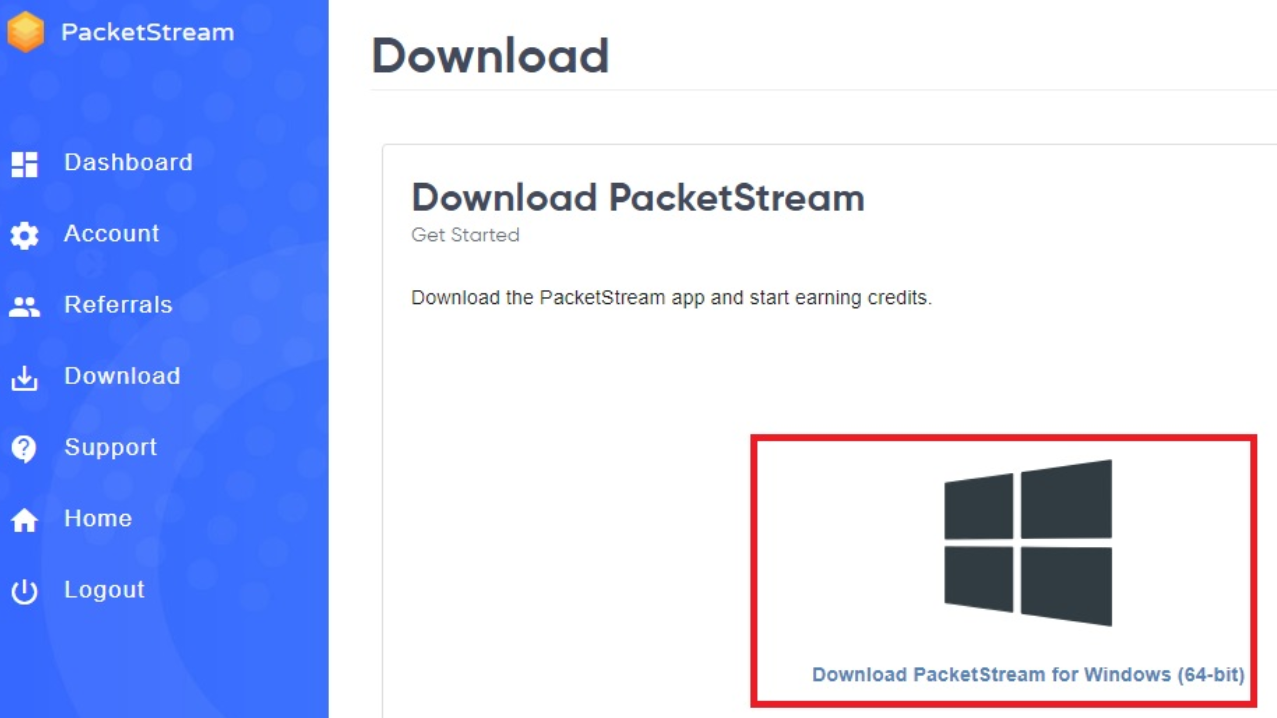 PacketStream
Dashboard
Account
Referrals
Download
Support
Home
Logout
Download
Download PacketStream
Get Started
Download the PacketStream app and start earning credits.
Download PacketStream for Windows (64-bit)